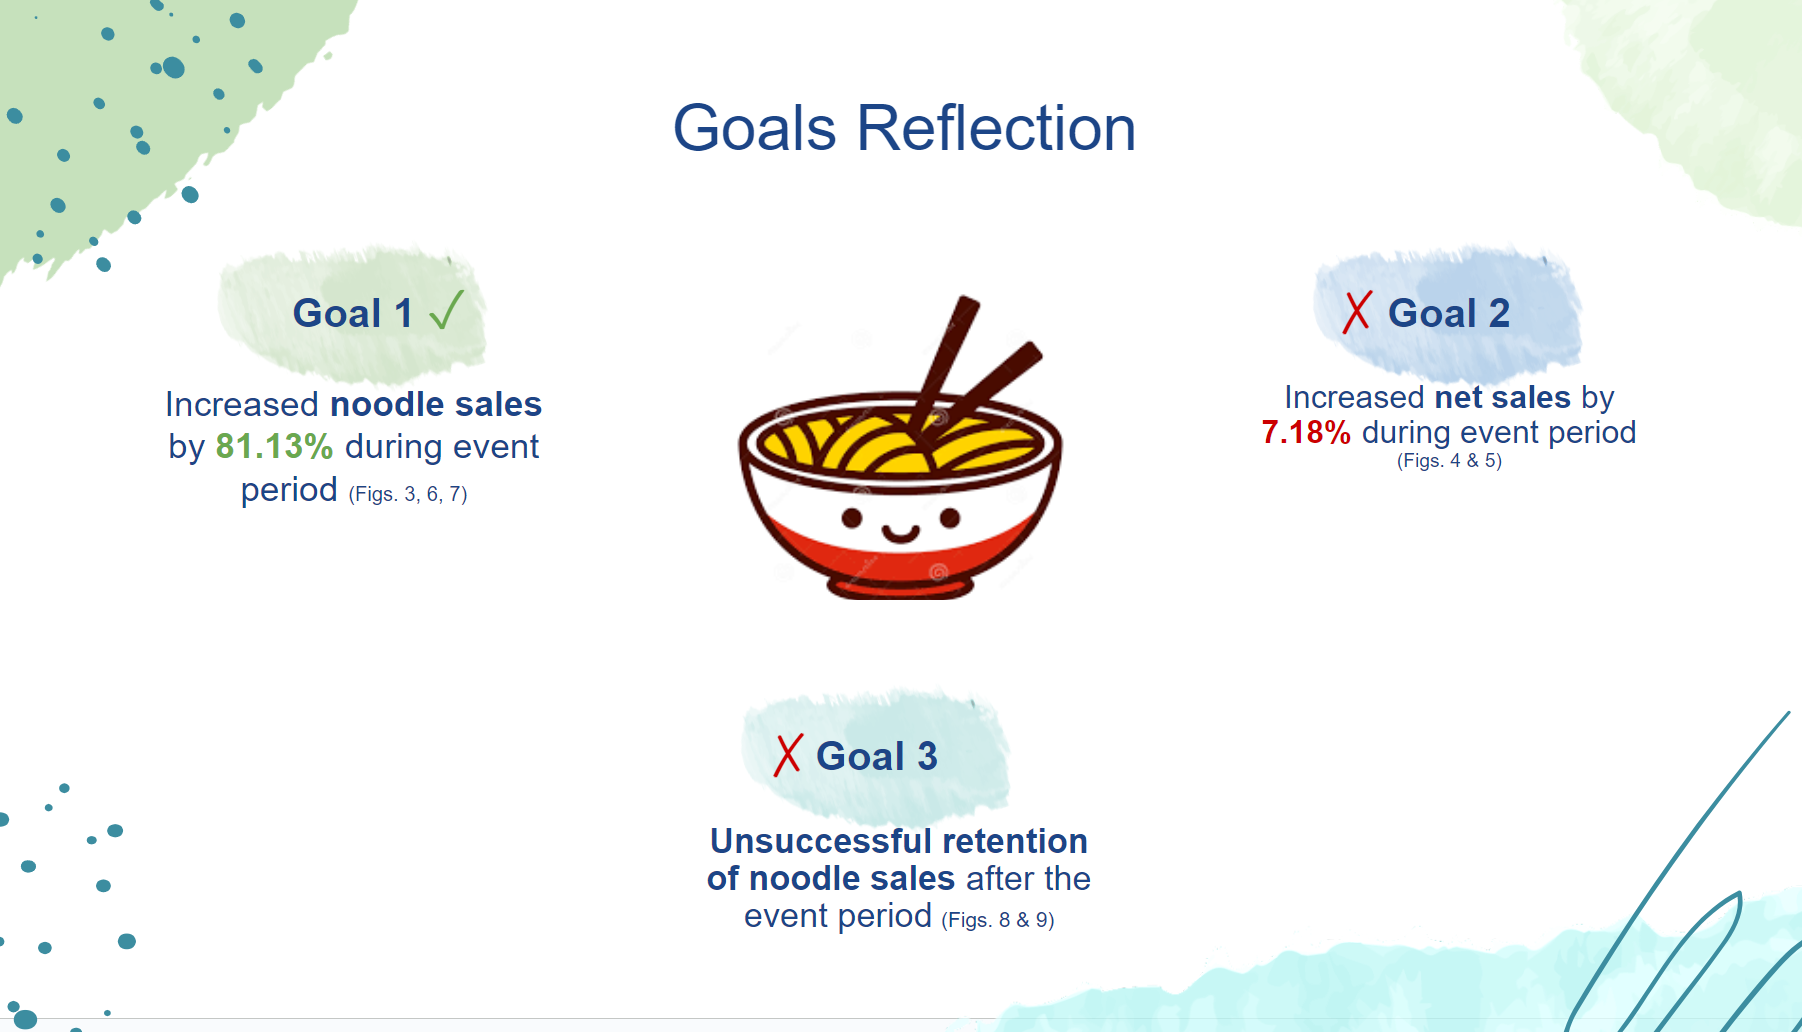 Goals Reflection
Goal 1 ✓
Increased noodle sales
by 81.13% during event
period (Figs. 3, 6, 7)
✗ Goal 2
Increased net sales by
7.18% during event period
(Figs. 4 & 5)
✗ Goal 3
Unsuccessful retention
of noodle sales after the
event period (Figs. 8 & 9)